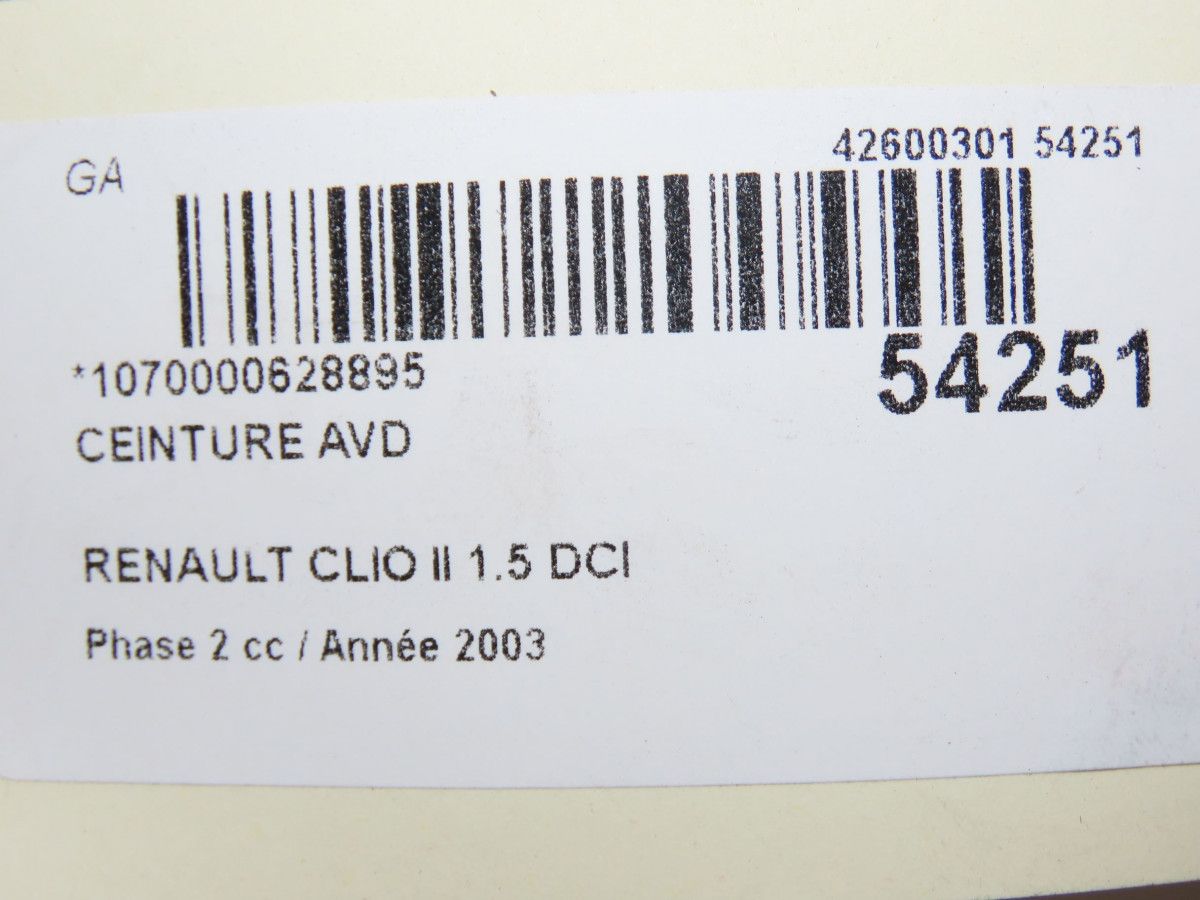 GA
42600301 54251
*1070000628895
54251
CEINTURE AVD
RENAULT CLIO II 1.5 DCI
Phase 2 cc / Année 2003